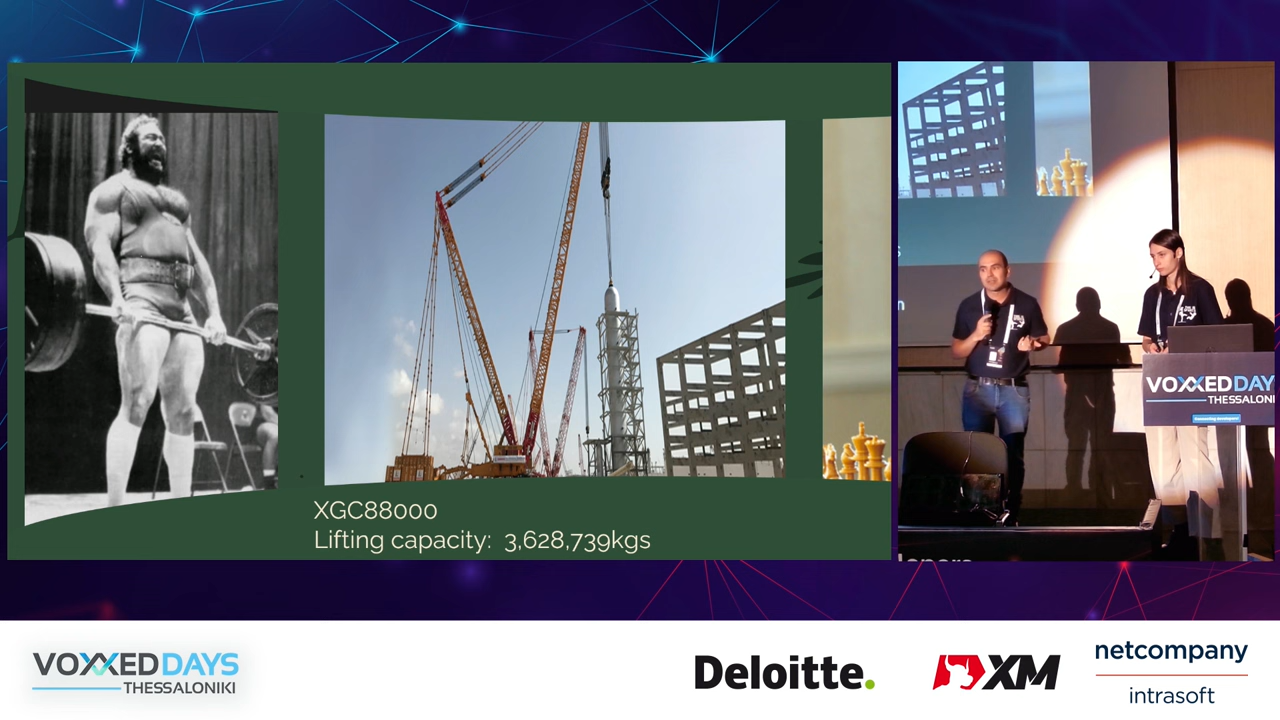 XGC88000
Lifting capacity: 3,628,739kgs
VOXXED DAY
THESSALONI
VOXXED DAYS
THESSALONIKI
Deloitte.
XM
netcompany
intrasoft